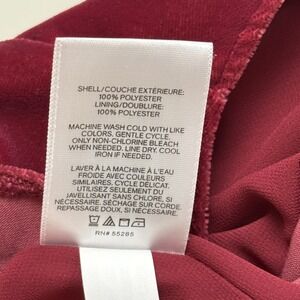 SHELL/COUCHE EXTÉRIEURE:
100% POLYESTER
LINING/DOUBLURE:
100% POLYESTER
MACHINE WASH COLD WITH LIKE
COLORS. GENTLE CYCLE.
ONLY NON-CHLORINE BLEACH
WHEN NEEDED. LINE DRY. COOL
IRON IF NEEDED.
LAVER À LA MACHINE À L'EAU
FROIDE AVEC COULEURS
SIMILAIRES. CYCLE DÉLICAT.
UTILISEZ SEULEMENT DU
JAVELLISANT SANS CHLORE, SI
NÉCESSAIRE. SÉCHAGE SUR CORDE.
REPASSAGE DOUX, SI NÉCESSAIRE.
RN# 55285